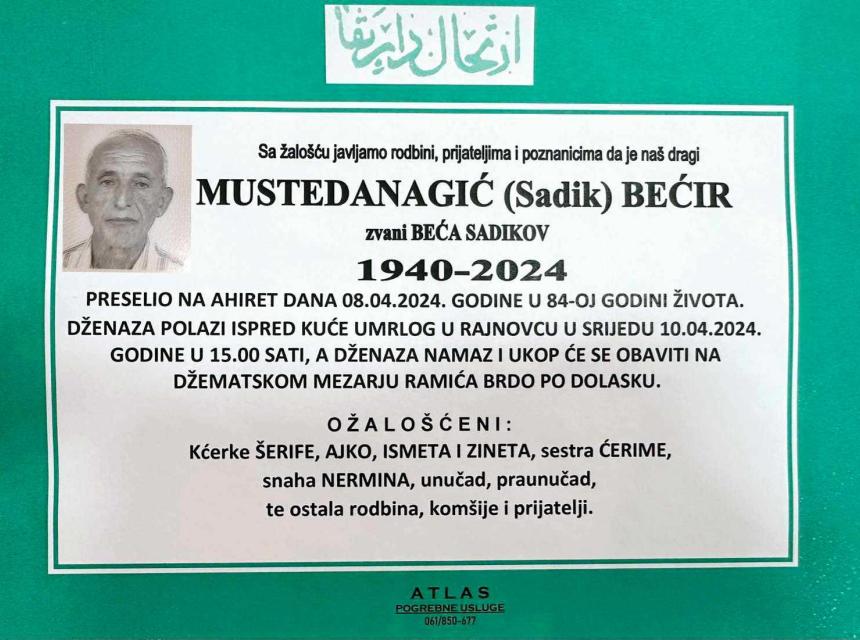 ارتحال دار بقا
Sa žalošću javljamo rodbini, prijateljima i poznanicima da je naš dragi
MUSTEDANAGIĆ (Sadik) BEĆIR
zvani BEĆA SADIKOV
1940-2024
PRESELIO NA AHIRET DANA 08.04.2024. GODINE U 84-OJ GODINI ŽIVOTA.
DŽENAZA POLAZI ISPRED KUĆE UMRLOG U RAJNOVCU U SRIJEDU 10.04.2024.
GODINE U 15.00 SATI, A DŽENAZA NAMAZ I UKOP ĆE SE OBAVITI NA
DŽEMATSKOM MEZARJU RAMIĆA BRDO PO DOLASKU.
OŽALOŠĆENI:
Kćerke ŠERIFE, AJKO, ISMETA I ZINETA, sestra ĆERIME,
snaha NERMINA, unučad, praunučad,
te ostala rodbina, komšije i prijatelji.
ATLAS
POGREBNE USLUGE
061/850-677